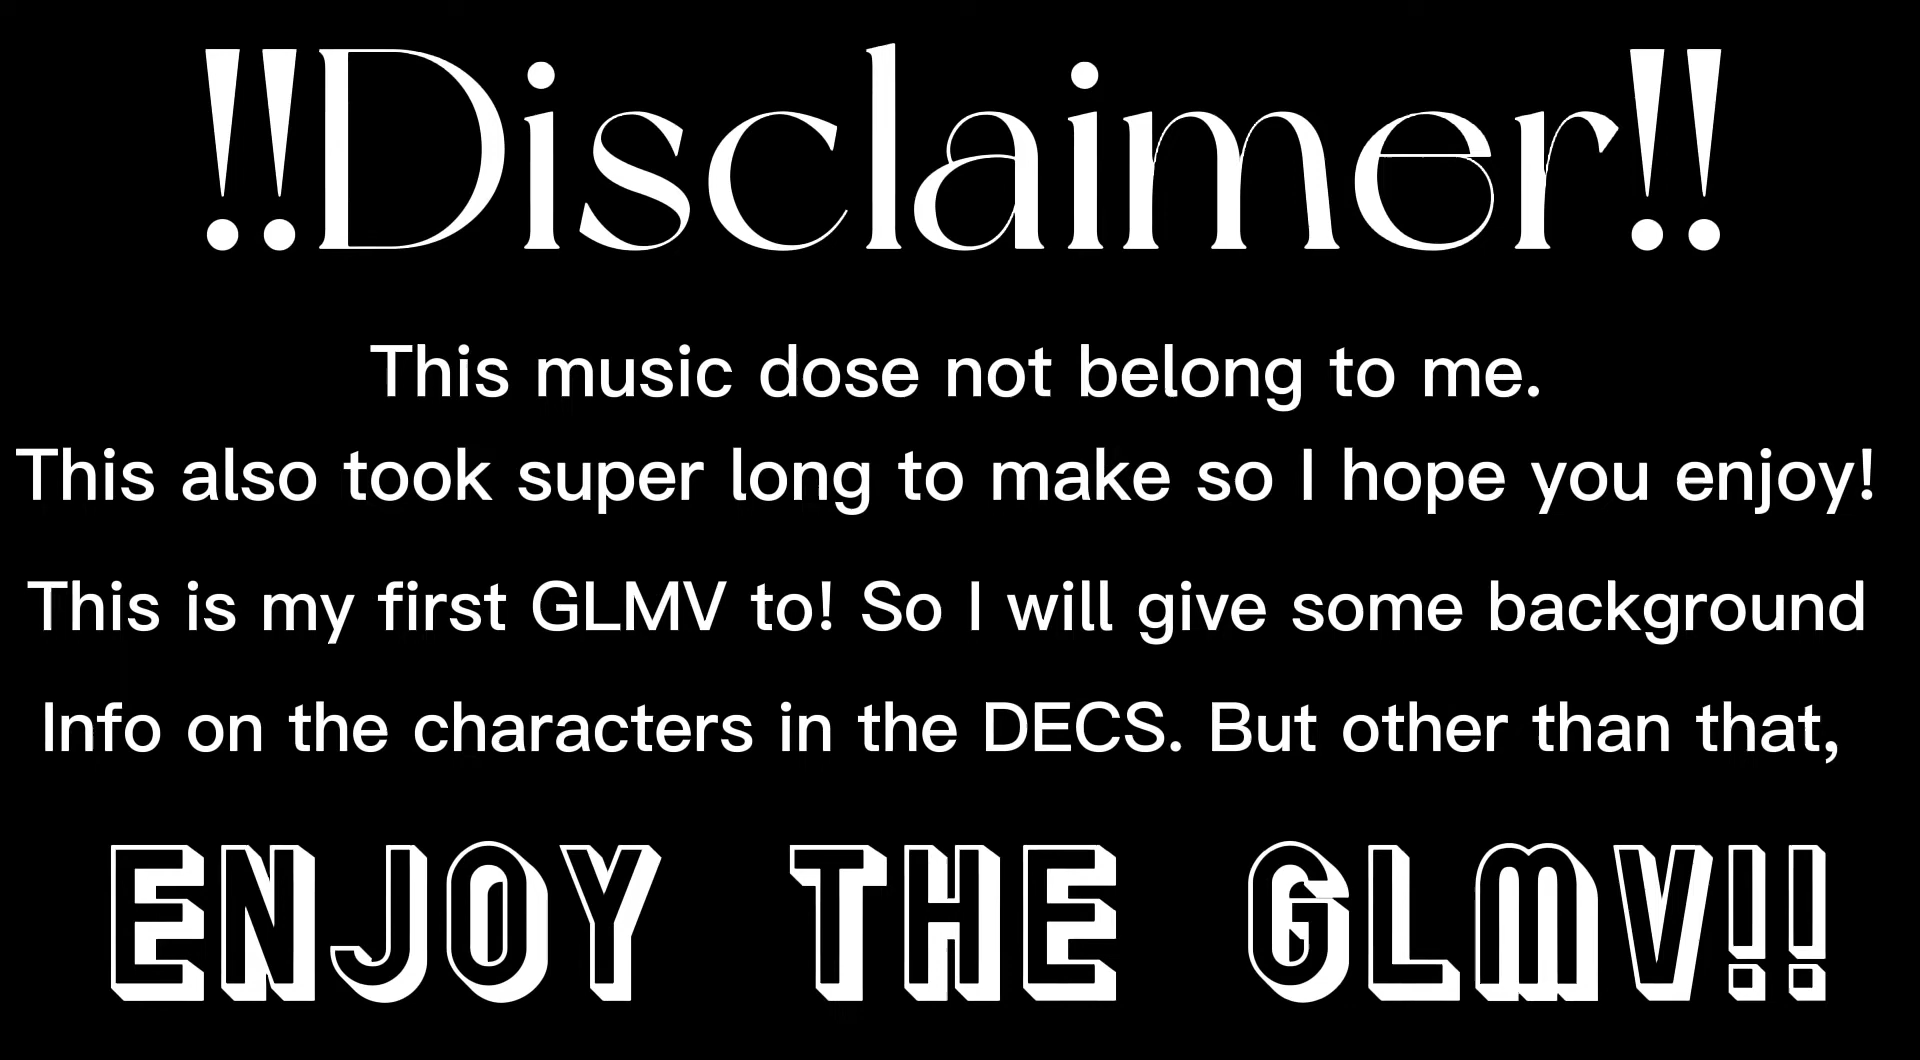 !!Disclaimer!!
This music dose not belong to me.
This also took super long to make so I hope you enjoy!
This is my first GLMV to! So I will give some background
Info on the characters in the DECS. But other than that,
ENJOY THE GLMV!!